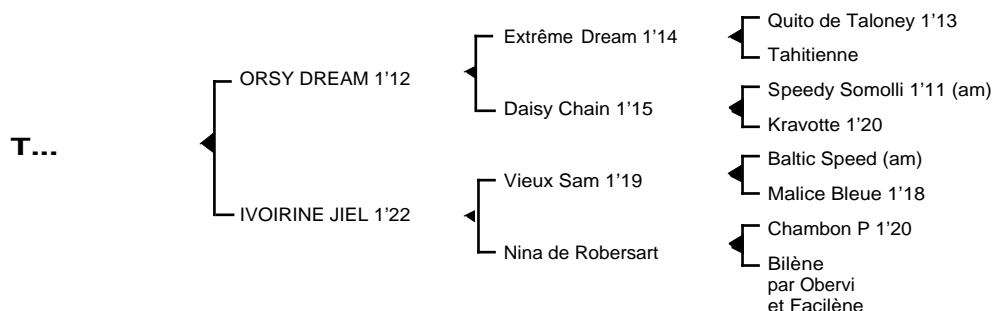 T...
ORSY DREAM 1’12
IVOIRINE JIEL 1’22
Extrême Dream 1’14
Daisy Chain 1’15
Vieux Sam 1’19
Nina de Robersart
Quito de Taloney 1’13
Tahitienne
Speedy Somolli 1’11 (am)
Kravotte 1’20
Baltic Speed (am)
Malice Bleue 1’18
Chambon P 1’20
Bilène
par Obervi
et Facilène